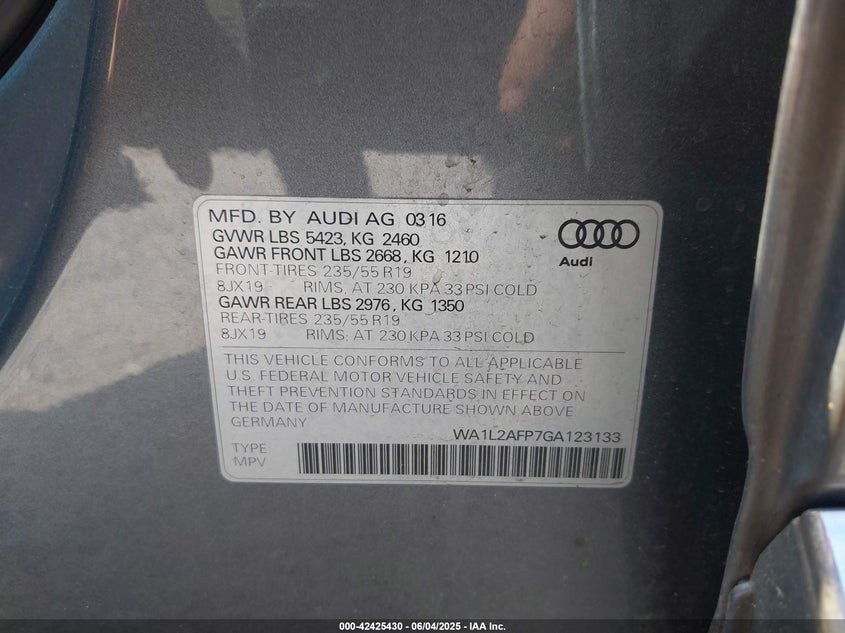 MFD. BY AUDI AG 03 16
GVWR LBS 5423, KG 2460
GAWR FRONT LBS 2668, KG 1210
FRONT-TIRES 235/55 R19
8JX19 RIMS, AT 230 KPA 33 PSI COLD
GAWR REAR LBS 2976, KG 1350
REAR-TIRES 235/55 R19
8JX19 RIMS, AT 230 KPA 33 PSI COLD
Audi
THIS VEHICLE CONFORMS TO ALL APPLICABLE
U.S. FEDERAL MOTOR VEHICLE SAFETY AND
THEFT PREVENTION STANDARDS IN EFFECT ON
THE DATE OF MANUFACTURE SHOWN ABOVE
GERMANY
WA1L2AFP7GA123133
TYPE
MPV
000-42425430 - 06/04/2025 - IAA Inc.